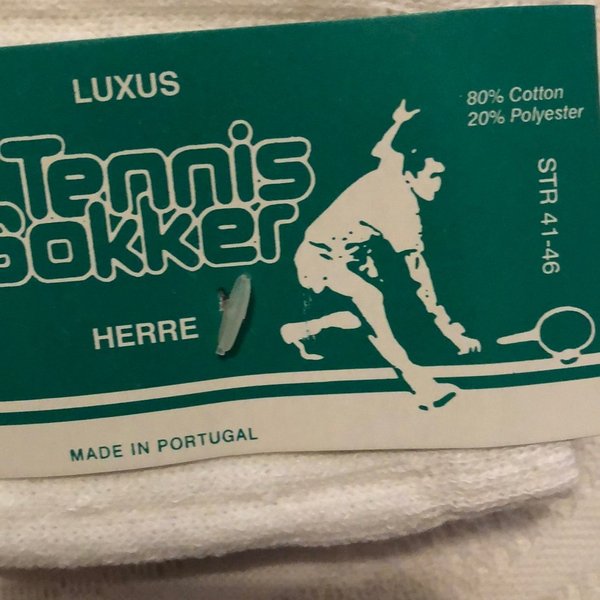 LUXUS
80% Cotton
20% Polyester
Tennis
Sokker
STR 41-46
HERRE
MADE IN PORTUGAL